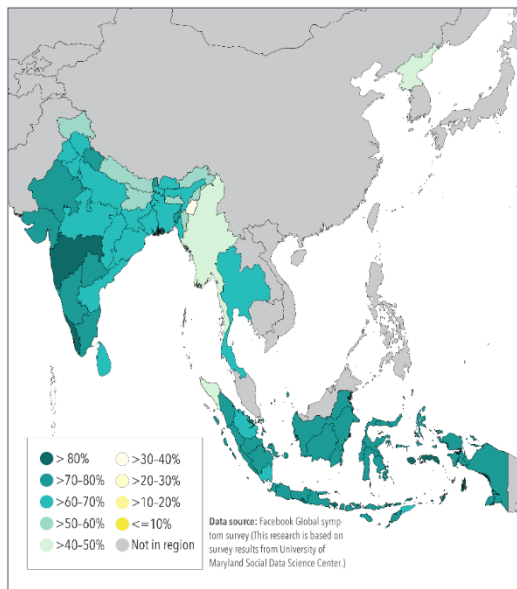 > 80%
>70–80%
>60–70%
>50–60%
>40–50%
>30-40%
>20-30%
>10-20%
<=10%
Not in region
Data source: Facebook Global symp-
tom survey (This research is based on
survey results from University of
Maryland Social Data Science Center.)